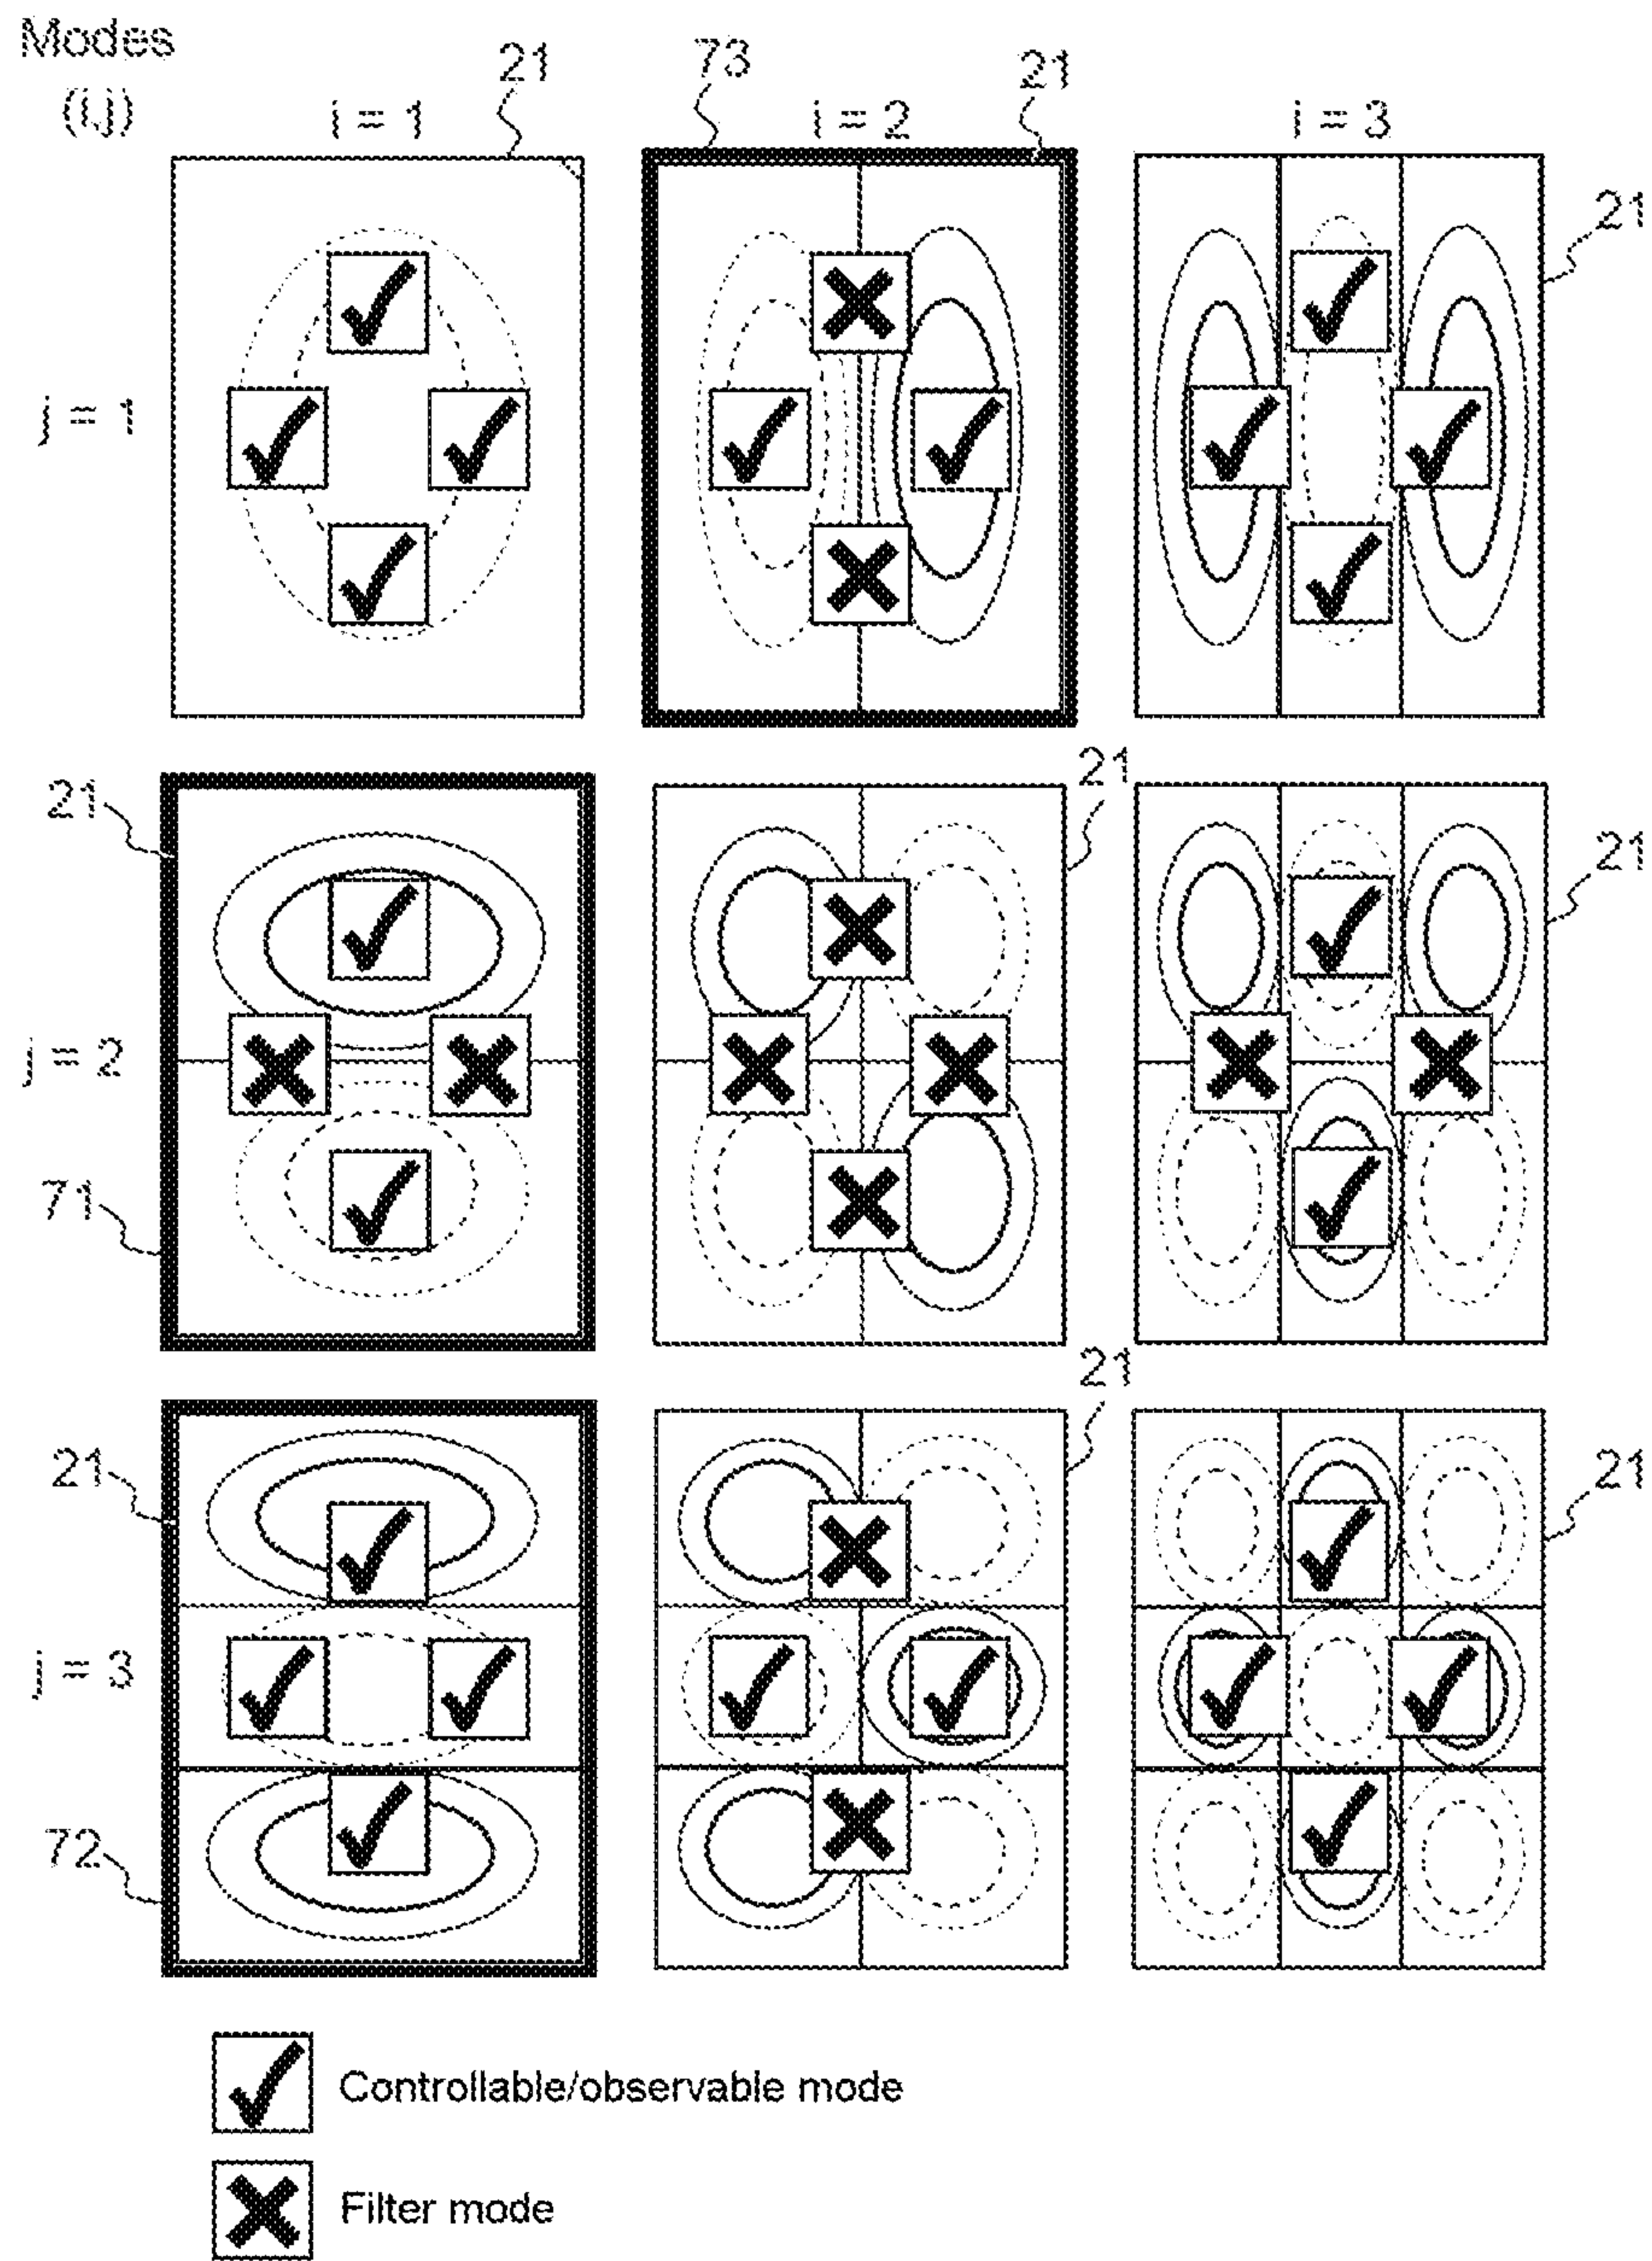 Modes
(i,j)
21
73
21
i = 1
i = 2
i = 3
21
j = 1
21
21
21
j = 2
71
21
21
21
j = 3
72
Controllable/observable mode
Filter mode